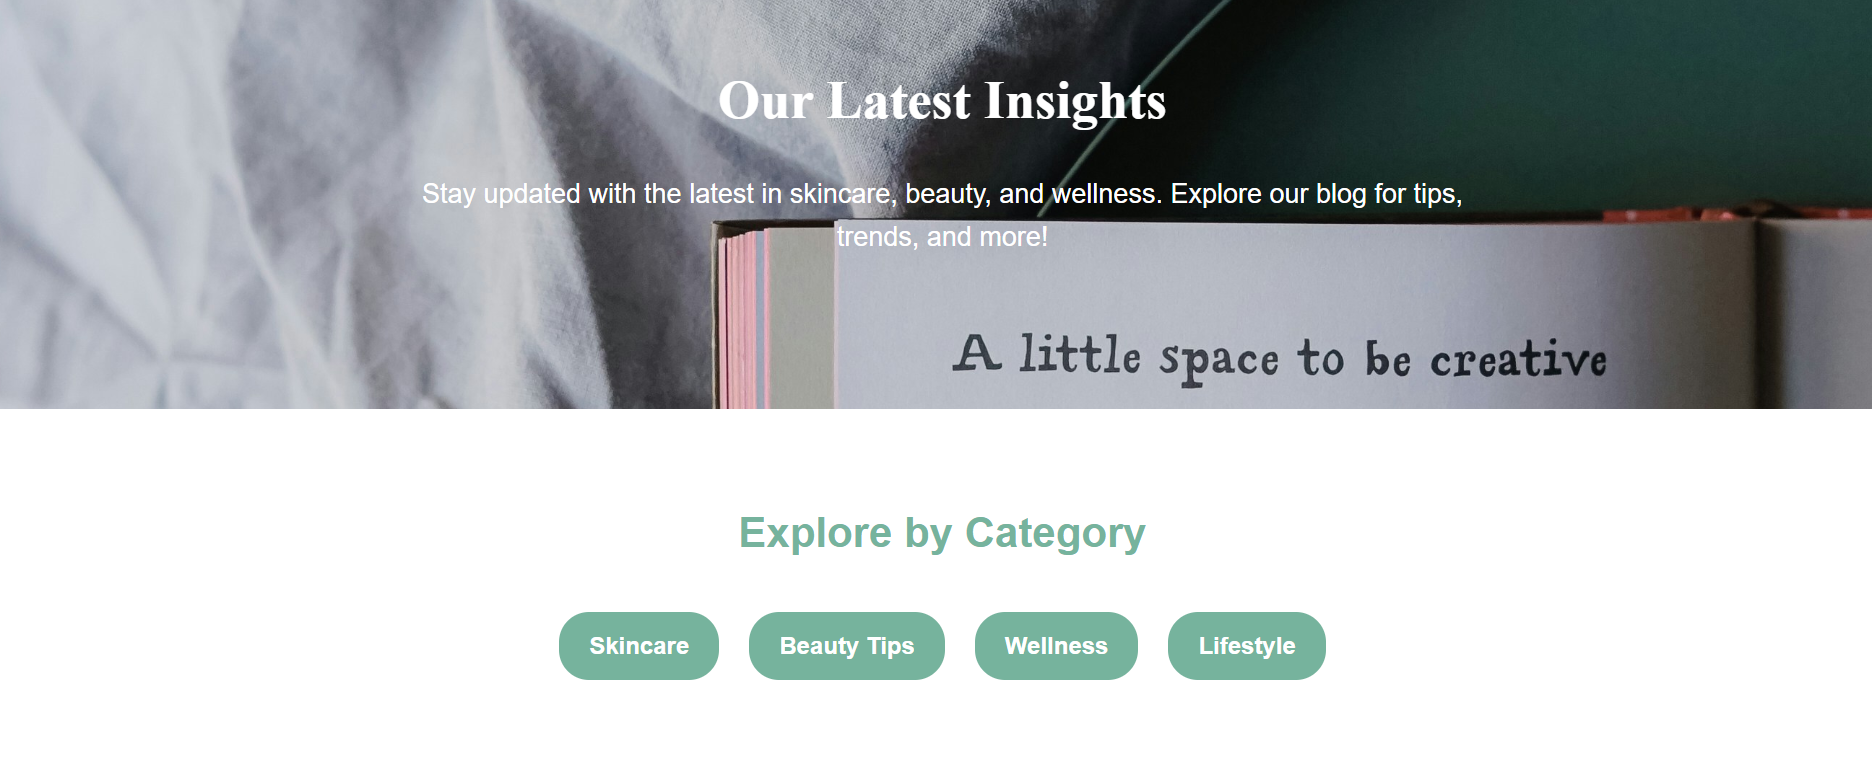 Our Latest Insights
Stay updated with the latest in skincare, beauty, and wellness. Explore our blog for tips,
trends, and more!
A little space to be creative
Explore by Category
Skincare
Beauty Tips
Wellness
Lifestyle